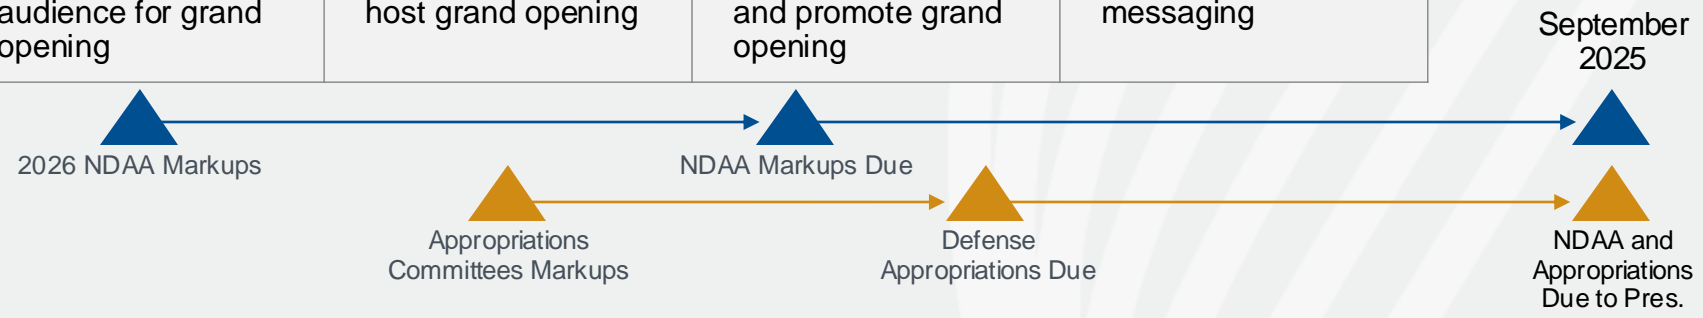 audience for grand
opening
host grand opening
and promote grand
opening
messaging
September
2025
2026 NDAA Markups
NDAA Markups Due
Appropriations
Committees Markups
Defense
Appropriations Due
NDAA and
Appropriations
Due to Pres.